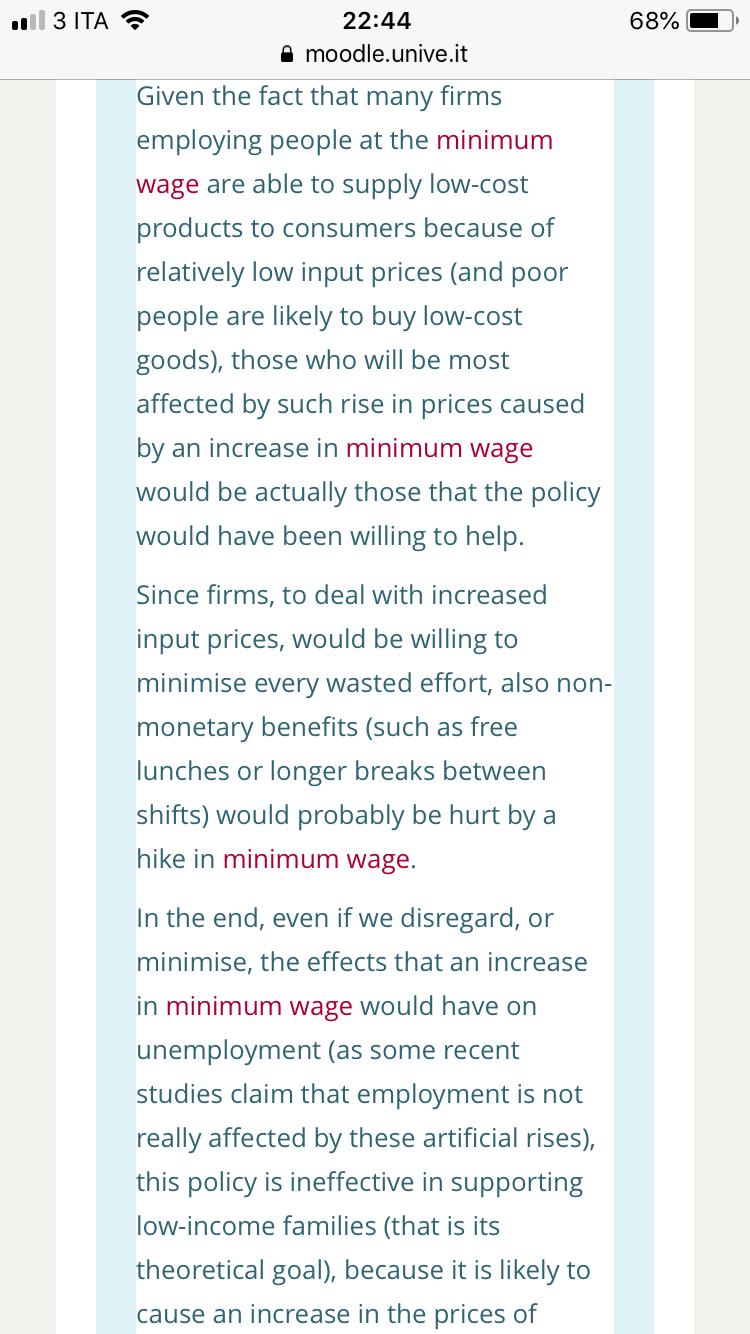 3 ITA 22:44 68%
moodle.unive.it
Given the fact that many firms
employing people at the minimum
wage are able to supply low-cost
products to consumers because of
relatively low input prices (and poor
people are likely to buy low-cost
goods), those who will be most
affected by such rise in prices caused
by an increase in minimum wage
would be actually those that the policy
would have been willing to help.
Since firms, to deal with increased
input prices, would be willing to
minimise every wasted effort, also non-
monetary benefits (such as free
lunches or longer breaks between
shifts) would probably be hurt by a
hike in minimum wage.
In the end, even if we disregard, or
minimise, the effects that an increase
in minimum wage would have on
unemployment (as some recent
studies claim that employment is not
really affected by these artificial rises),
this policy is ineffective in supporting
low-income families (that is its
theoretical goal), because it is likely to
cause an increase in the prices of